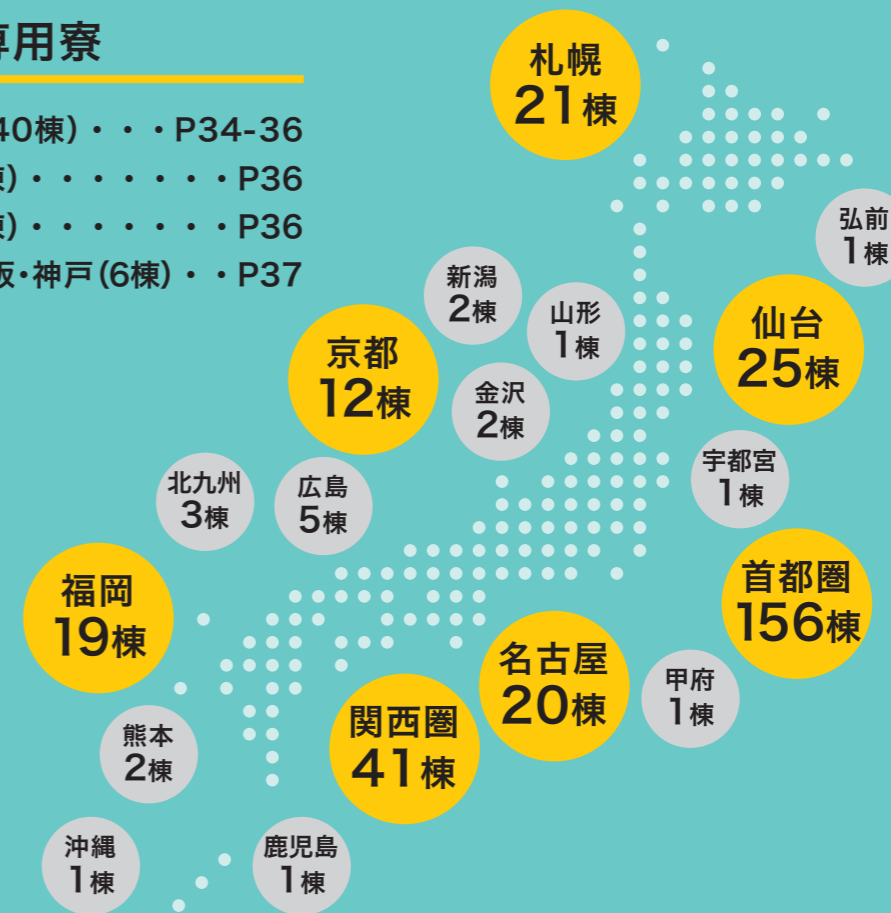 専用寮
40棟)・・・P34-36
棟)・・・・・・・P36
棟)・・・・・・・P36
阪・神戸(6棟)・・P37
札幌
21棟
弘前
1棟
新潟
2棟
山形
1棟
仙台
25棟
京都
12棟
金沢
2棟
宇都宮
1棟
北九州
3棟
広島
5棟
福岡
19棟
首都圏
156棟
名古屋
20棟
甲府
1棟
関西圏
41棟
熊本
2棟
沖縄
1棟
鹿児島
1棟